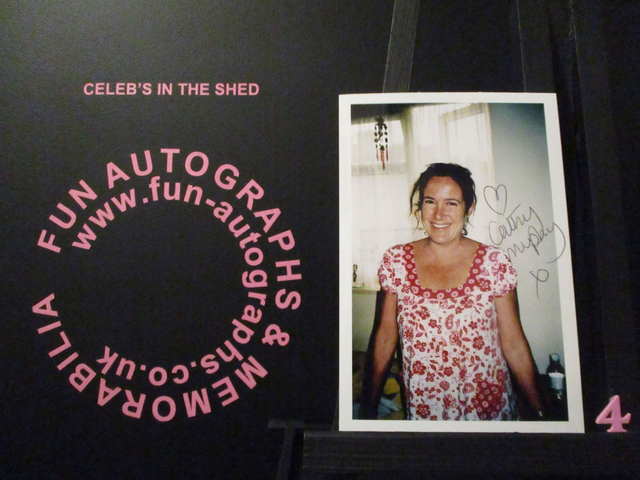 CELEB'S IN THE SHED
FUN AUTOGRAPHS & MEMORABILIA
www.fun-autographs.co.uk
Cathy
Murphy
x
4